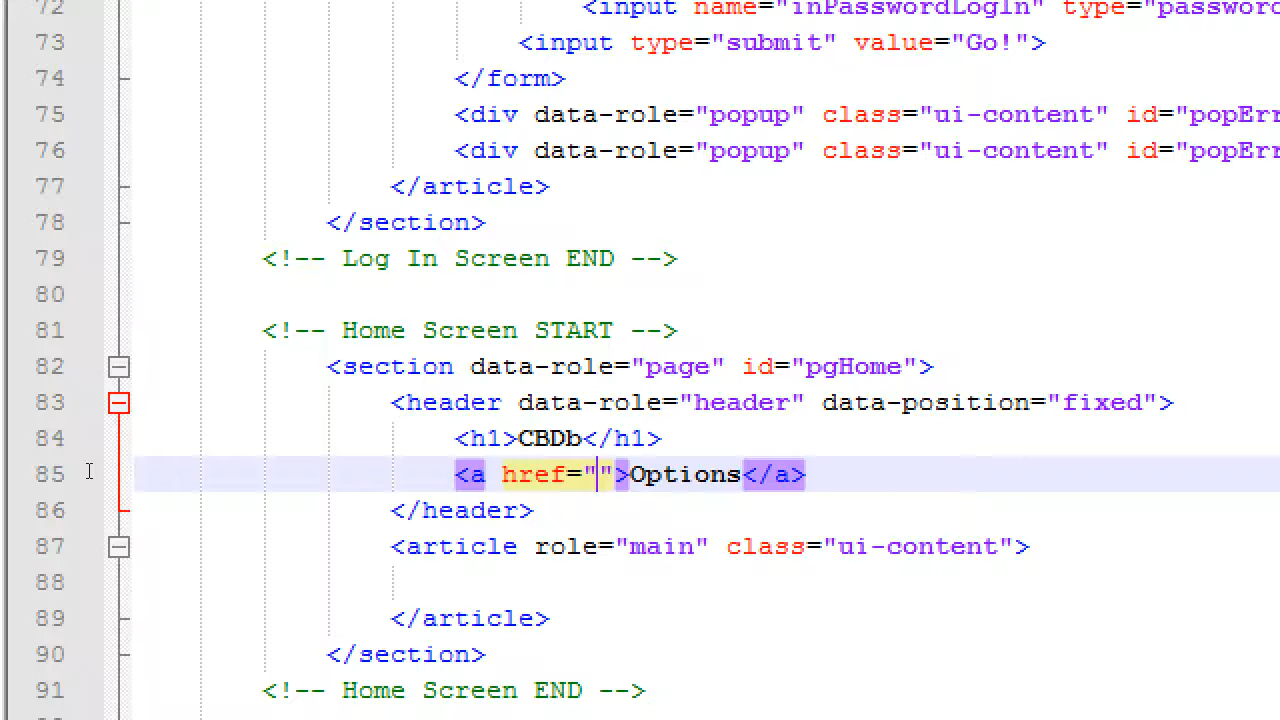 72 <input name="inPasswordLogIn" type="password
73 <input type="submit" value="Go!">
74 </form>
75 <div data-role="popup" class="ui-content" id="popErr
76 <div data-role="popup" class="ui-content" id="popErr
77 </article>
78 </section>
79 <!-- Log In Screen END -->
80
81 <!-- Home Screen START -->
82 <section data-role="page" id="pgHome">
83 <header data-role="header" data-position="fixed">
84 <h1>CBDb</h1>
85 <a href="">Options</a>
86 </header>
87 <article role="main" class="ui-content">
88
89 </article>
90 </section>
91 <!-- Home Screen END -->